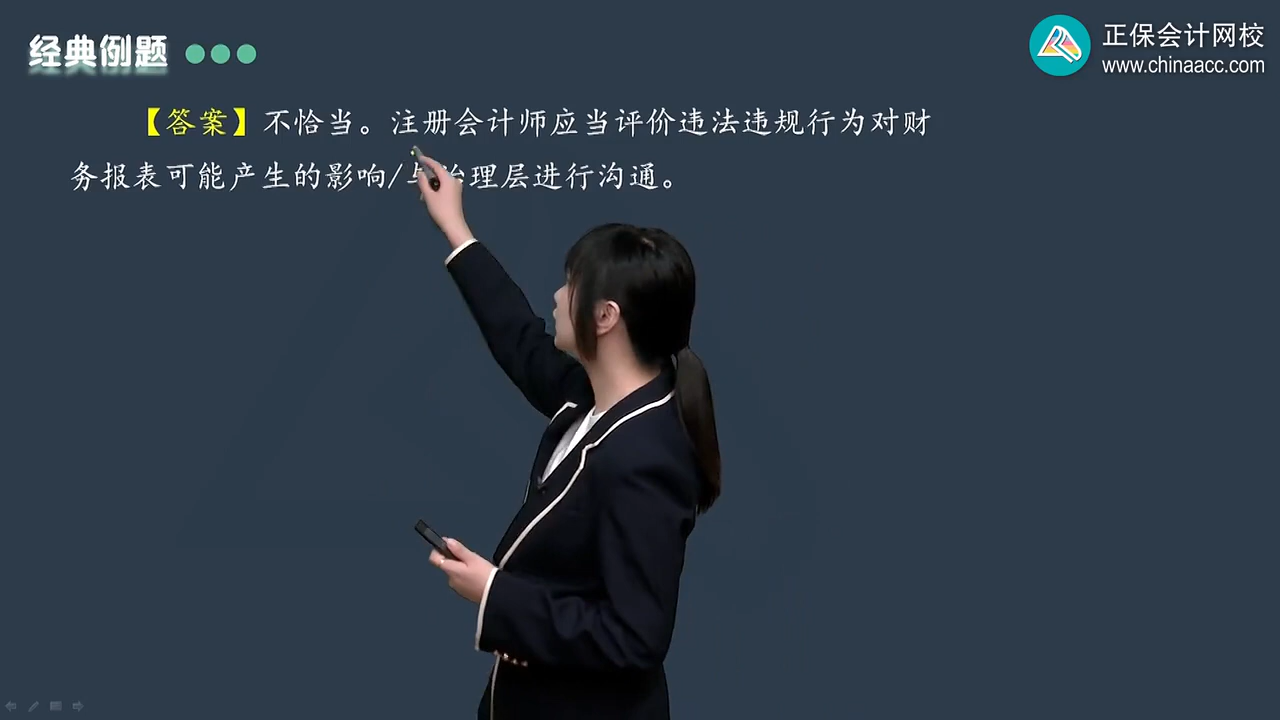 经典例题
正保会计网校
www.chinaacc.com
【答案】不恰当。注册会计师应当评价违法违规行为对财
务报表可能产生的影响/与治理层进行沟通。